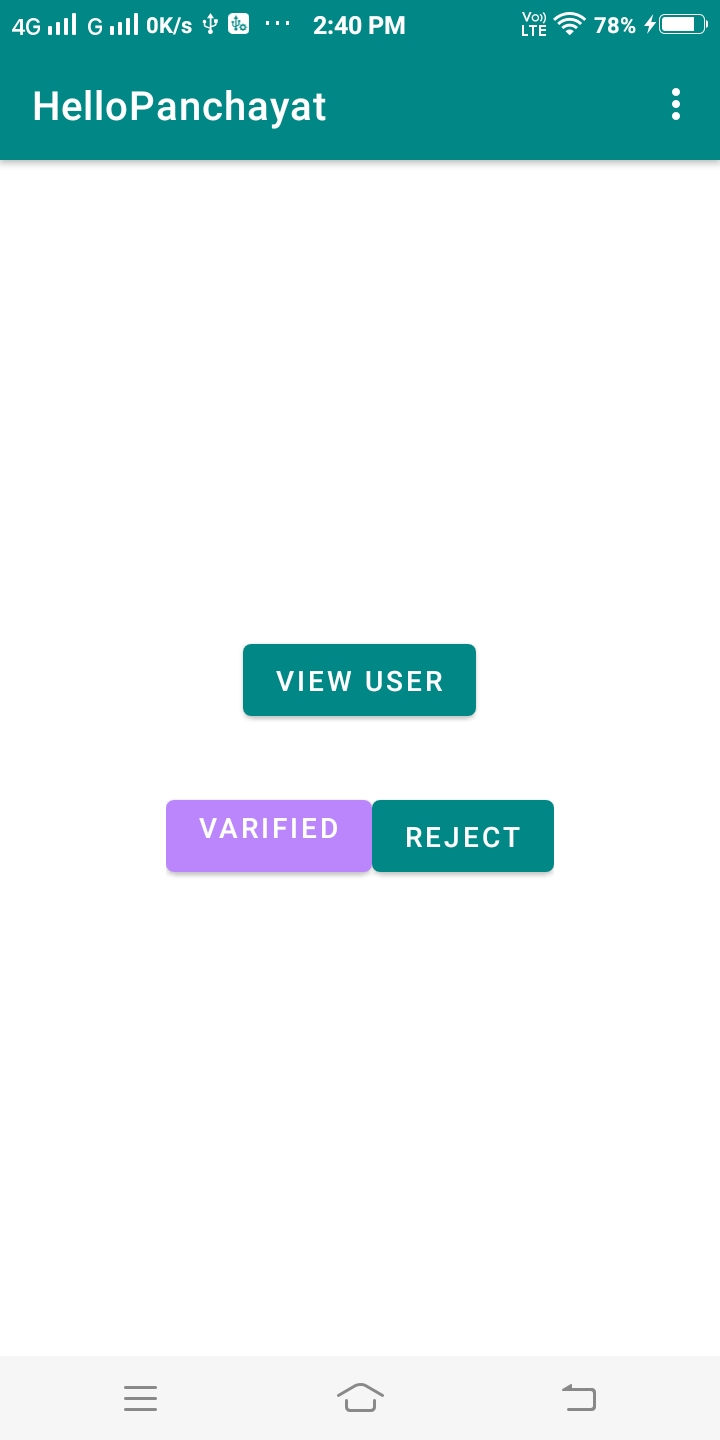 4G G 0K/s ... 2:40 PM Vo)) LTE 78%
HelloPanchayat
VIEW USER
VARIFIED REJECT